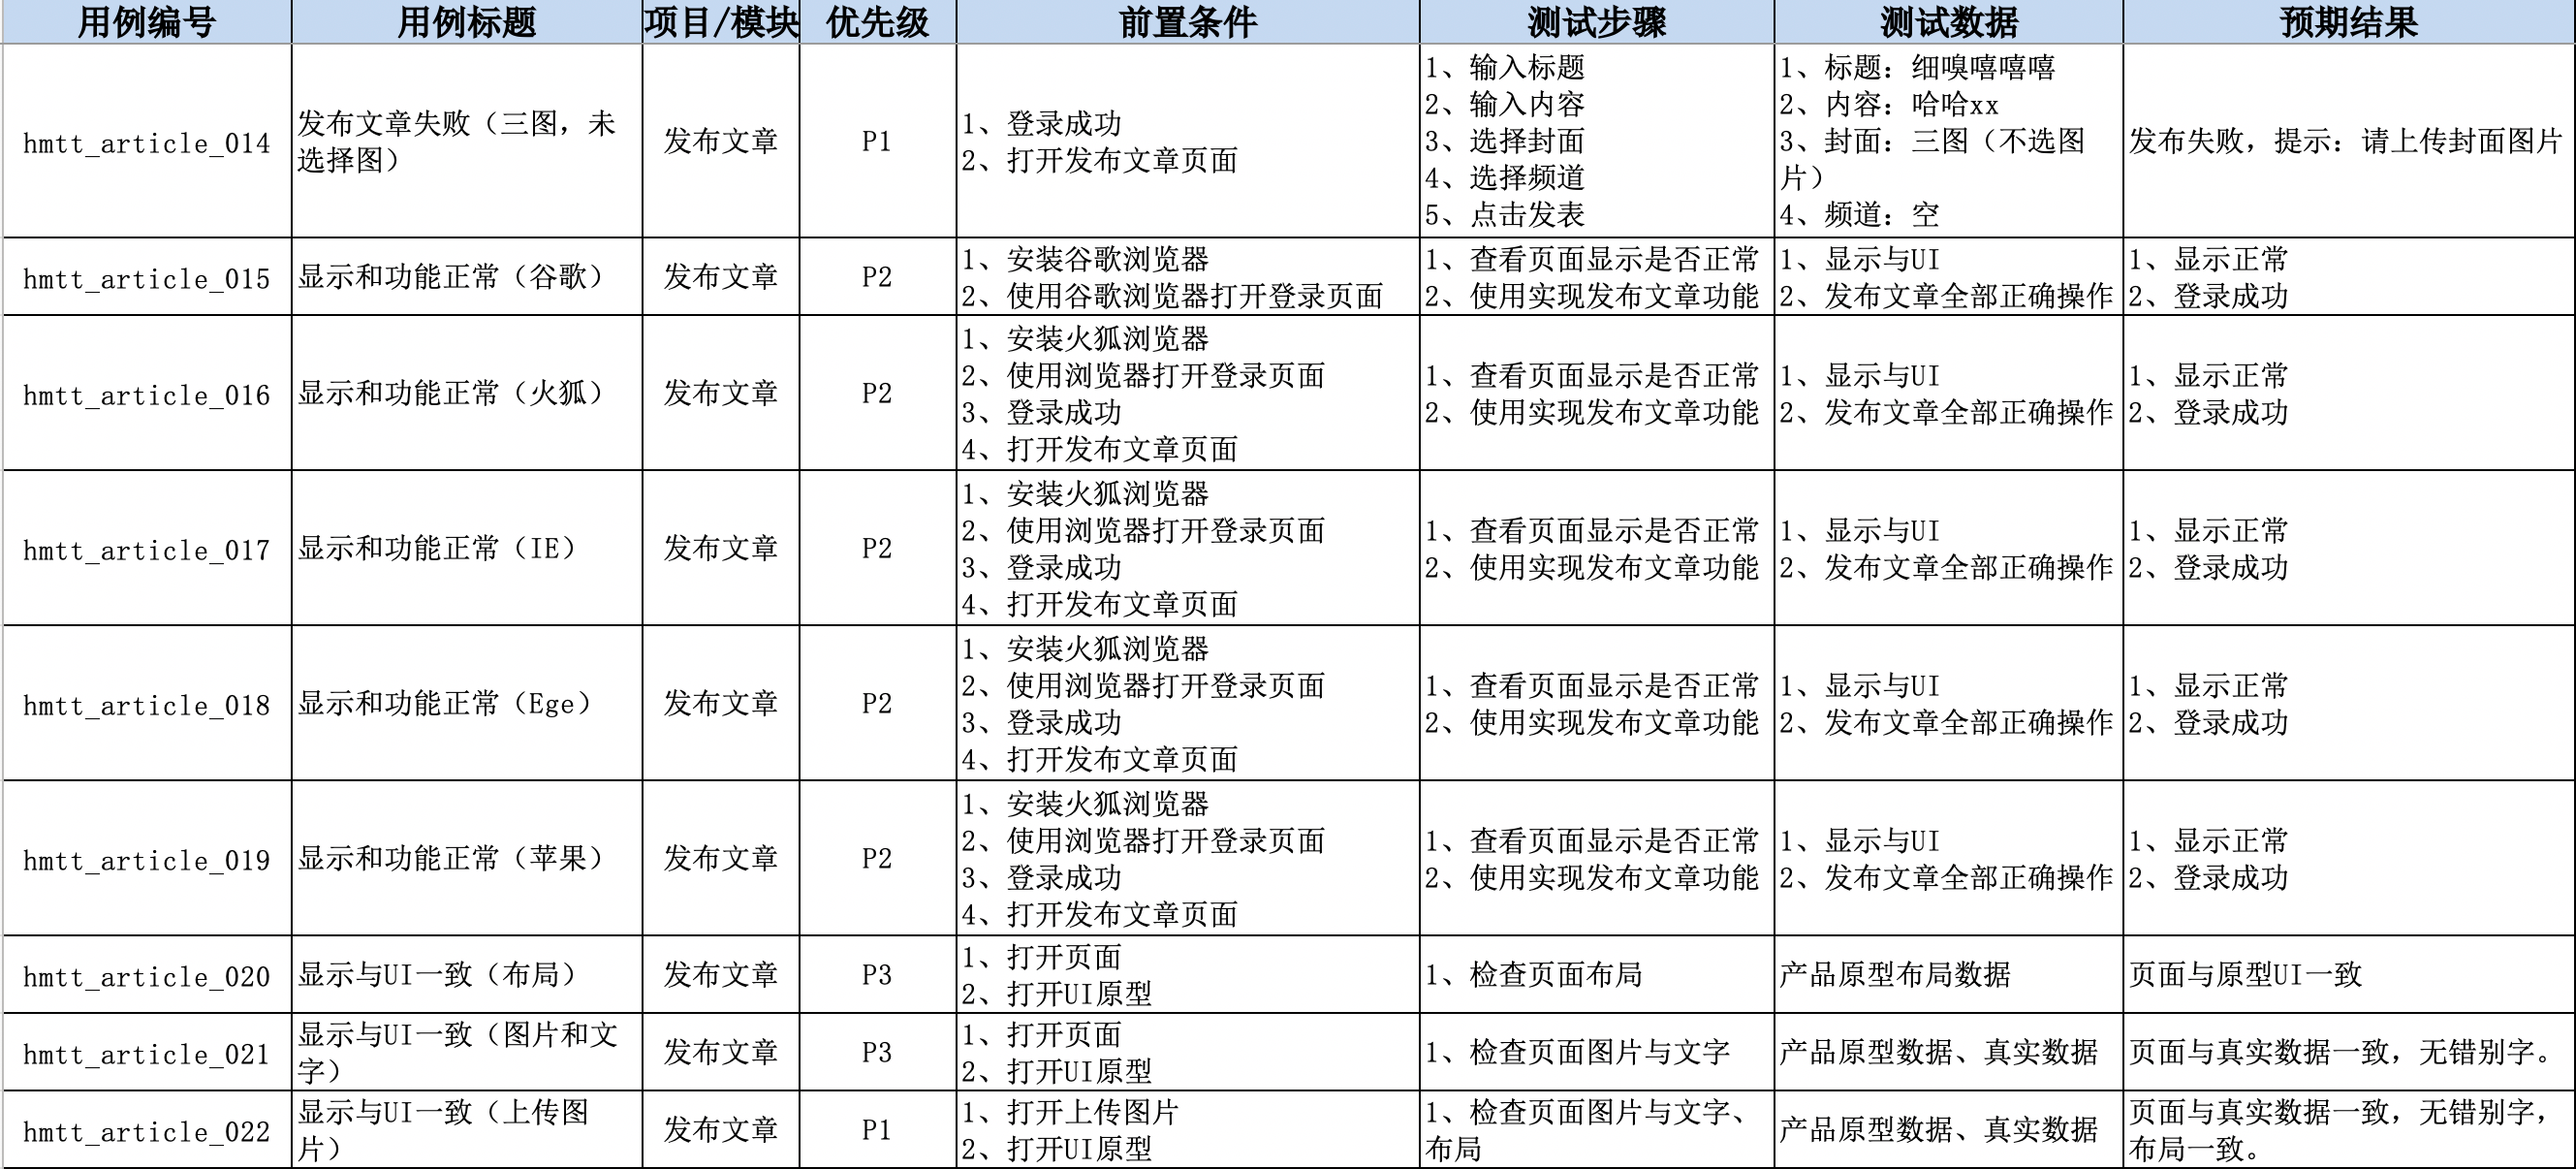 用例编号 用例标题 项目/模块 优先级 前置条件 测试步骤 测试数据 预期结果
hmtt_article_014
发布文章失败（三图，未
选择图）
发布文章
P1
1、登录成功
2、打开发布文章页面
1、输入标题
2、输入内容
3、选择封面
4、选择频道
5、点击发表
1、标题：细嗅嘻嘻嘻
2、内容：哈哈xx
3、封面：三图（不选图
片）
4、频道：空
发布失败，提示：请上传封面图片
hmtt_article_015
显示和功能正常（谷歌）
发布文章
P2
1、安装谷歌浏览器
2、使用谷歌浏览器打开登录页面
1、查看页面显示是否正常
2、使用实现发布文章功能
1、显示与UI
2、发布文章全部正确操作
1、显示正常
2、登录成功
hmtt_article_016
显示和功能正常（火狐）
发布文章
P2
1、安装火狐浏览器
2、使用浏览器打开登录页面
3、登录成功
4、打开发布文章页面
1、查看页面显示是否正常
2、使用实现发布文章功能
1、显示与UI
2、发布文章全部正确操作
1、显示正常
2、登录成功
hmtt_article_017
显示和功能正常（IE）
发布文章
P2
1、安装火狐浏览器
2、使用浏览器打开登录页面
3、登录成功
4、打开发布文章页面
1、查看页面显示是否正常
2、使用实现发布文章功能
1、显示与UI
2、发布文章全部正确操作
1、显示正常
2、登录成功
hmtt_article_018
显示和功能正常（Ege）
发布文章
P2
1、安装火狐浏览器
2、使用浏览器打开登录页面
3、登录成功
4、打开发布文章页面
1、查看页面显示是否正常
2、使用实现发布文章功能
1、显示与UI
2、发布文章全部正确操作
1、显示正常
2、登录成功
hmtt_article_019
显示和功能正常（苹果）
发布文章
P2
1、安装火狐浏览器
2、使用浏览器打开登录页面
3、登录成功
4、打开发布文章页面
1、查看页面显示是否正常
2、使用实现发布文章功能
1、显示与UI
2、发布文章全部正确操作
1、显示正常
2、登录成功
hmtt_article_020
显示与UI一致（布局）
发布文章
P3
1、打开页面
2、打开UI原型
1、检查页面布局
产品原型布局数据
页面与原型UI一致
hmtt_article_021
显示与UI一致（图片和文
字）
发布文章
P3
1、打开页面
2、打开UI原型
1、检查页面图片与文字
产品原型数据、真实数据
页面与真实数据一致，无错别字。
hmtt_article_022
显示与UI一致（上传图
片）
发布文章
P1
1、打开上传图片
2、打开UI原型
1、检查页面图片与文字、
布局
产品原型数据、真实数据
页面与真实数据一致，无错别字，
布局一致。